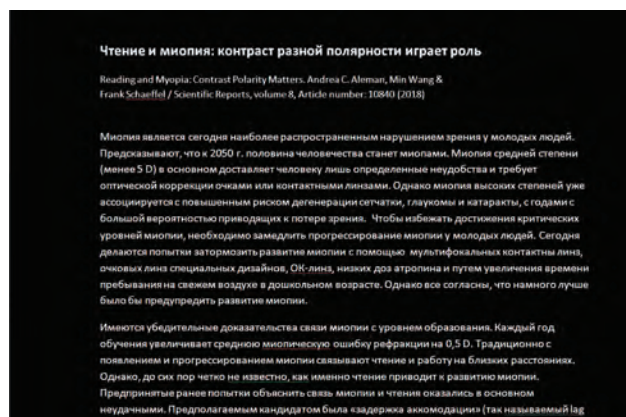 Чтение и миопия: контраст разной полярности играет роль
Reading and Myopia: Contrast Polarity Matters. Andrea C. Aleman, Min Wang &
Frank Schaeffel / Scientific Reports, volume 8, Article number: 10840 (2018)
Миопия является сегодня наиболее распространенным нарушением зрения у молодых людей.
Предсказывают, что к 2050 г. половина человечества станет миопами. Миопия средней степени
(менее 5 D) в основном доставляет человеку лишь определенные неудобства и требует
оптической коррекции очками или контактными линзами. Однако миопия высоких степеней уже
ассоциируется с повышенным риском дегенерации сетчатки, глаукомы и катаракты, с годами с
большой вероятностью приводящих к потере зрения. Чтобы избежать достижения критических
уровней миопии, необходимо замедлить прогрессирование миопии у молодых людей. Сегодня
делаются попытки затормозить развитие миопии с помощью мультифокальных контактны линз,
очковых линз специальных дизайнов, ОК-линз, низких доз атропина и путем увеличения времени
пребывания на свежем воздухе в дошкольном возрасте. Однако все согласны, что намного лучше
было бы предупредить развитие миопии.
Имеются убедительные доказательства связи миопии с уровнем образования. Каждый год
обучения увеличивает среднюю миопическую ошибку рефракции на 0,5 D. Традиционно с
появлением и прогрессированием миопии связывают чтение и работу на близких расстояниях.
Однако, до сих пор четко не известно, как именно чтение приводит к развитию миопии.
Предпринятые ранее попытки объяснить связь миопии и чтения оказались в основном
неудачными. Предполагаемым кандидатом была «задержка аккомодации» (так называемый lag